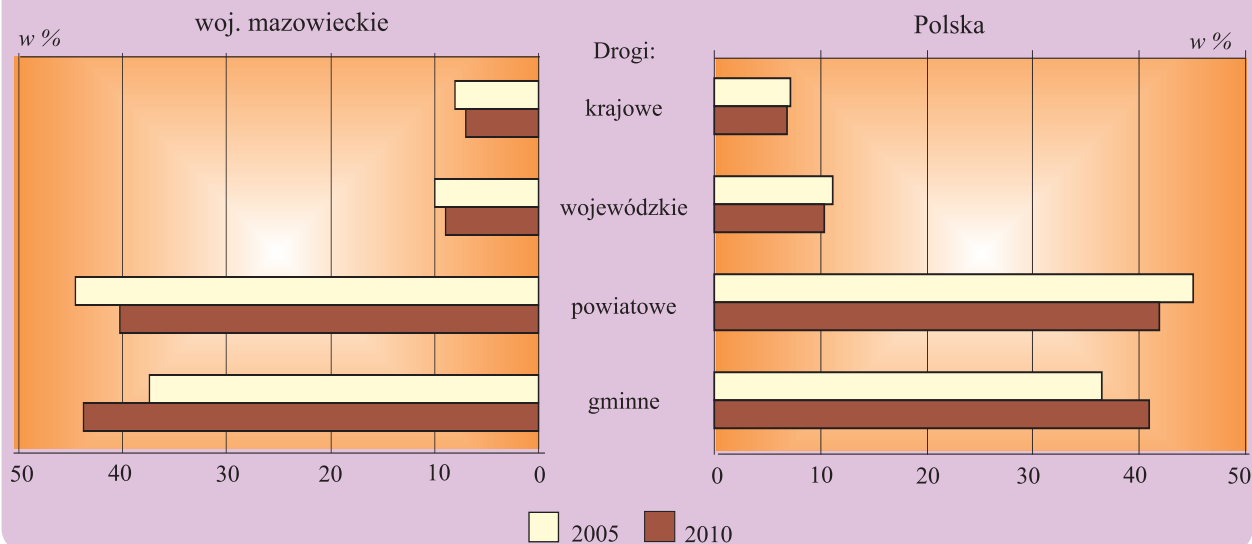 woj. mazowieckie
Polska
w %
w %
Drogi:
krajowe
wojewódzkie
powiatowe
gminne
50 40 30 20 10 0
0 10 20 30 40 50
2005 2010